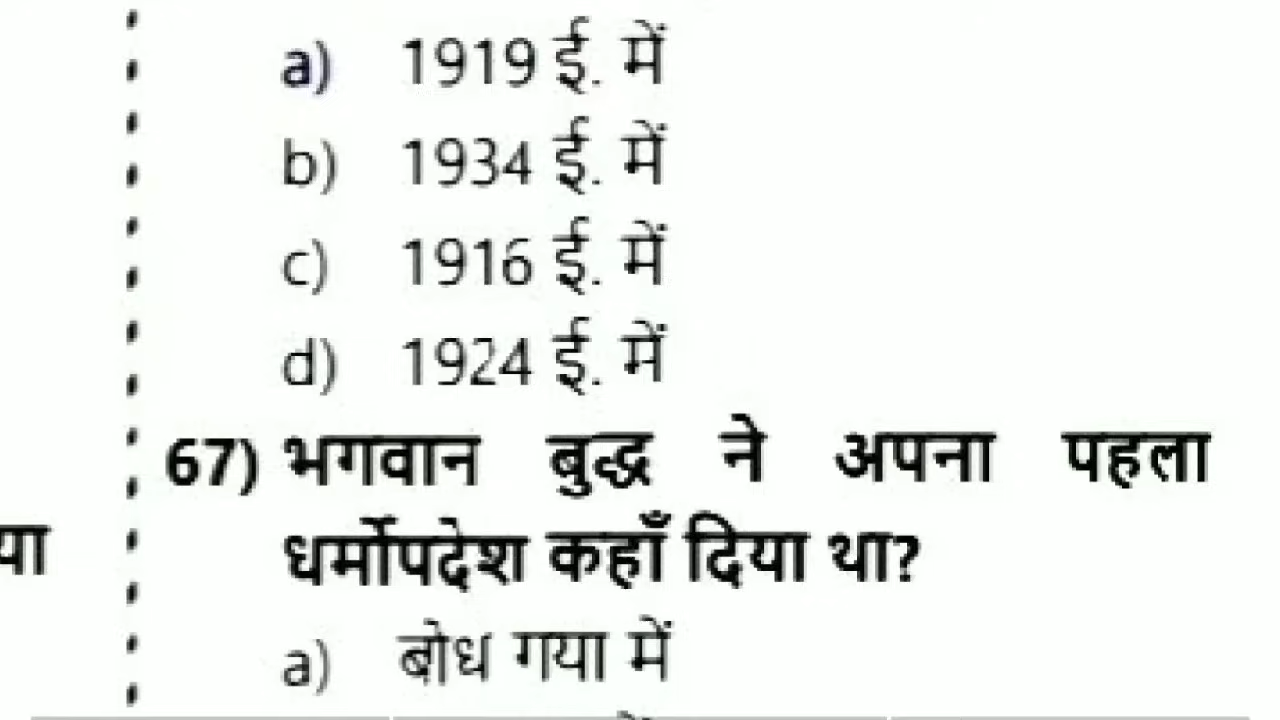 a) 1919 ई. में
b) 1934 ई. में
c) 1916 ई. में
d) 1924 ई. में
67) भगवान बुद्ध ने अपना पहला
या धर्मोपदेश कहाँ दिया था?
a) बोध गया में